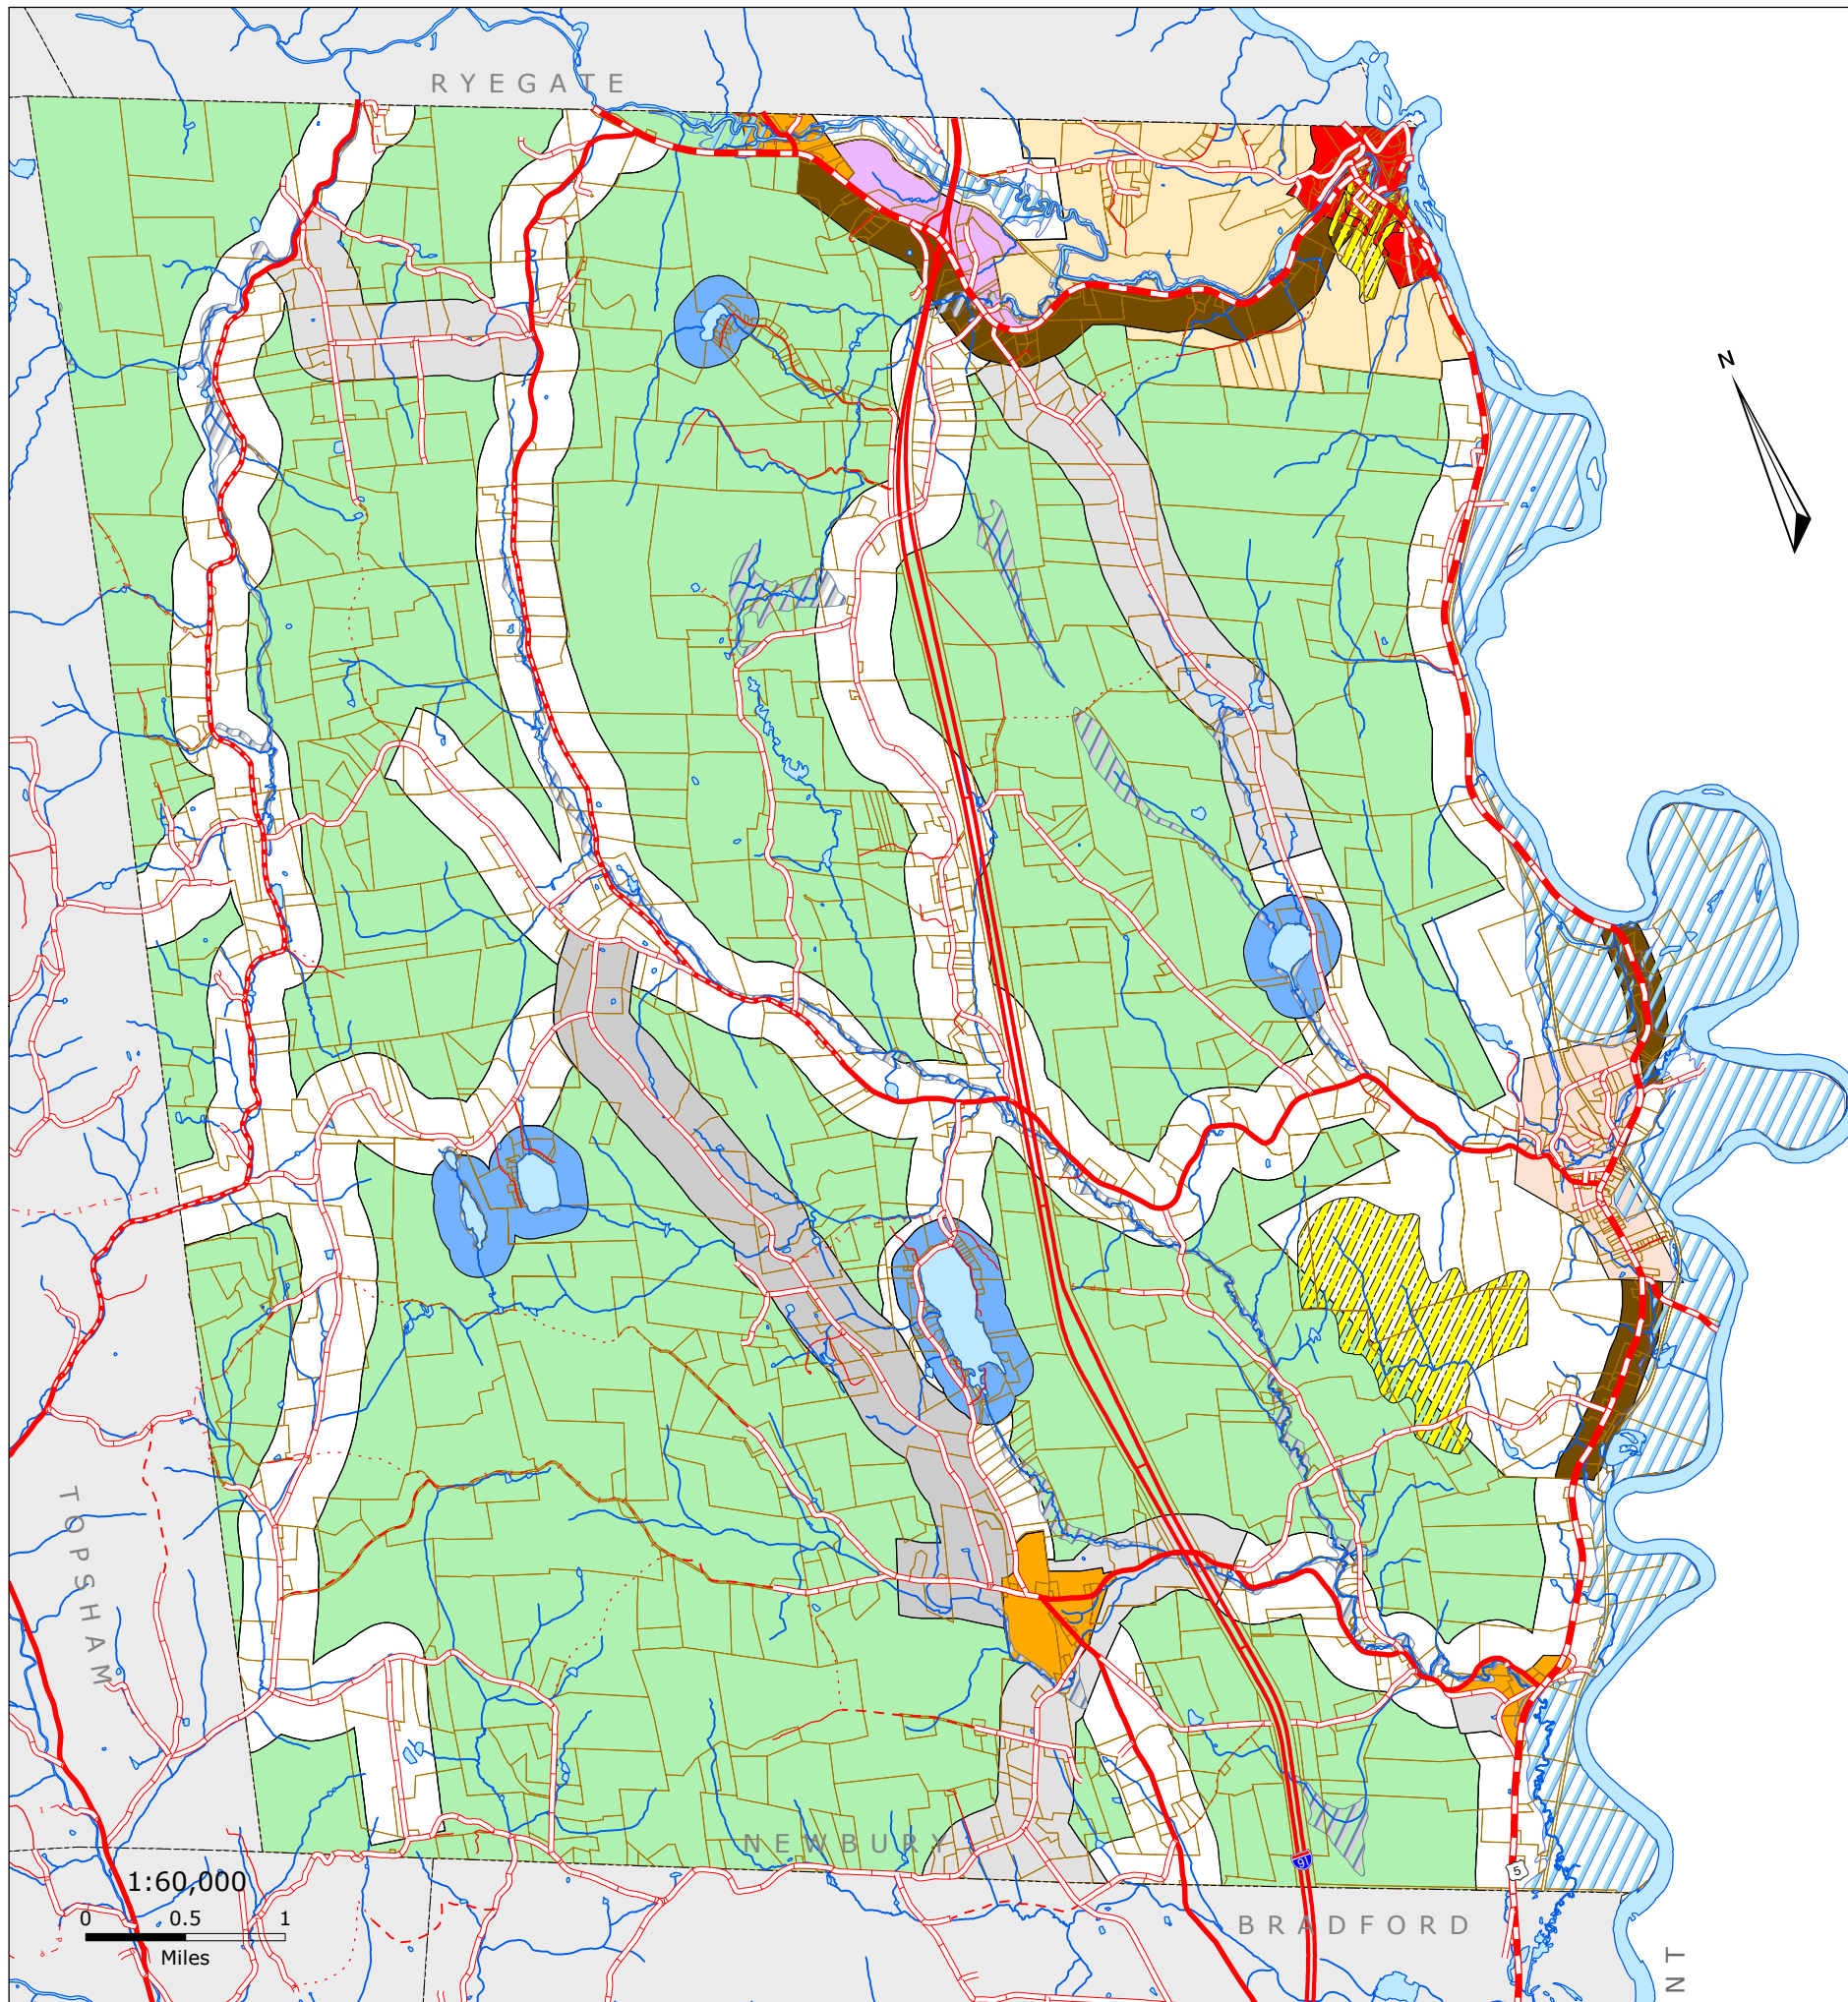 RYEGATE
N
TOPSHAM
NEWBURY
1:60,000
91
5
0 0.5 1
Miles
BRADFORD
NT